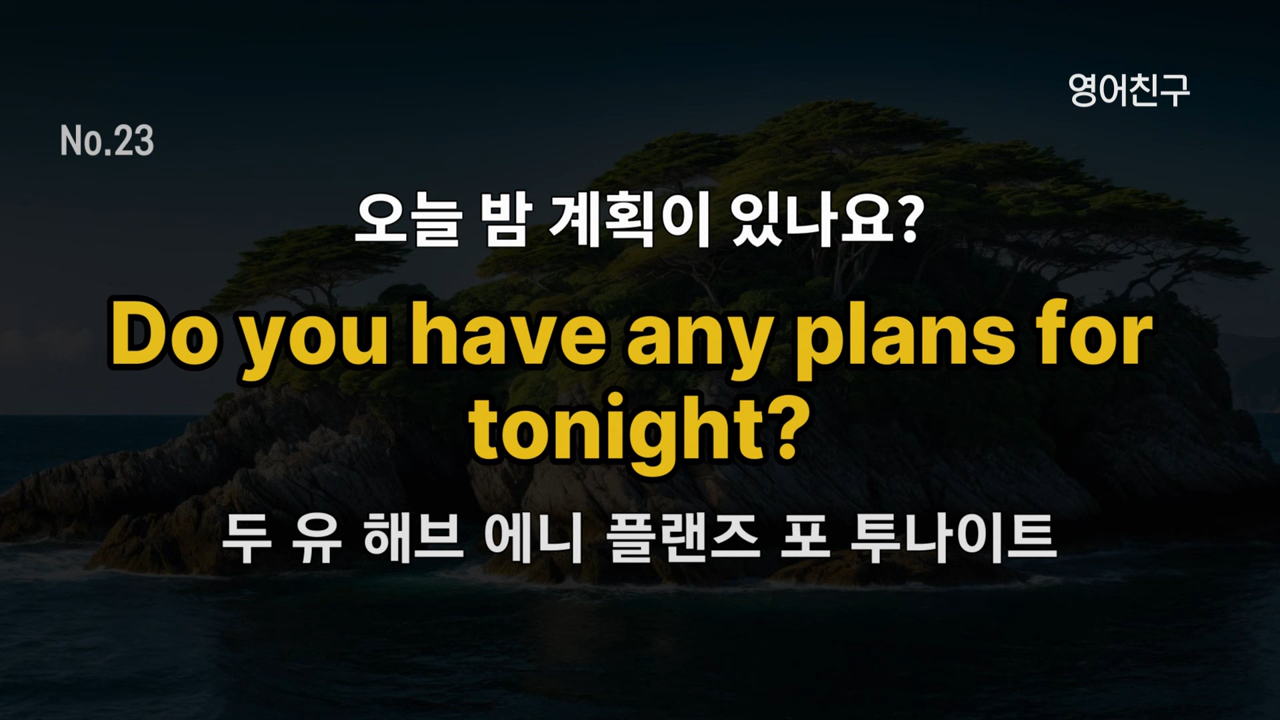 영어친구
No.23
오늘 밤 계획이 있나요?
Do you have any plans for
tonight?
두 유 해브 에니 플랜즈 포 투나이트